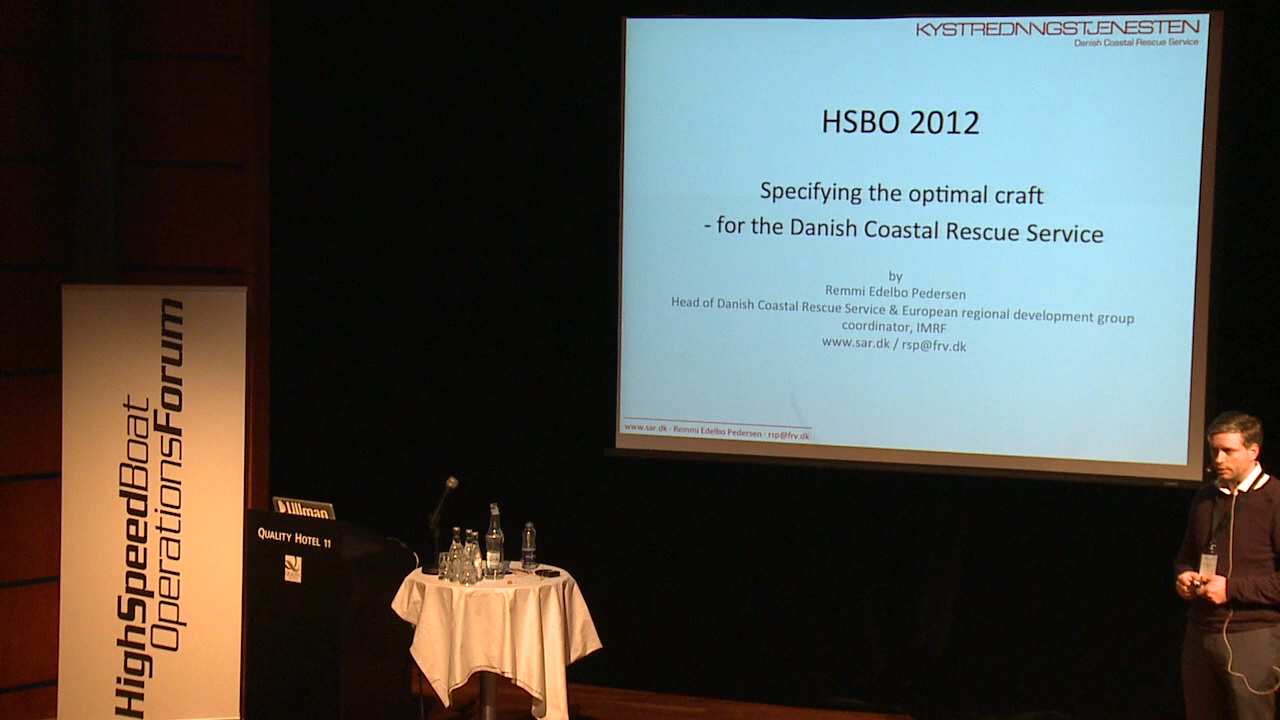 KYSTREDNINGSTJENESTEN
Danish Coastal Rescue Service
HSBO 2012
Specifying the optimal craft
- for the Danish Coastal Rescue Service
by
Remmi Edelbo Pedersen
Head of Danish Coastal Rescue Service & European regional development group
coordinator, IMRF
www.sar.dk / rsp@frv.dk
www.sar.dk - Remmi Edelbo Pedersen - rsp@frv.dk
HighSpeedBoat
OperationsForum
Ullman
QUALITY HOTEL 11